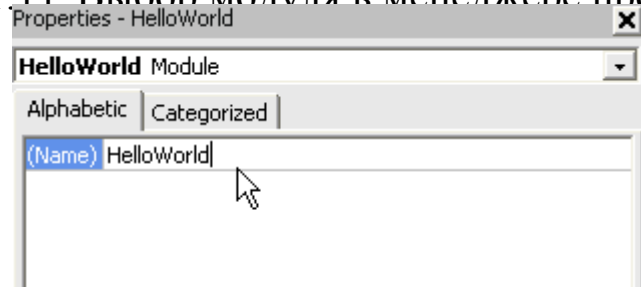 Properties - HelloWorld
HelloWorld Module
Alphabetic Categorized
(Name) HelloWorld